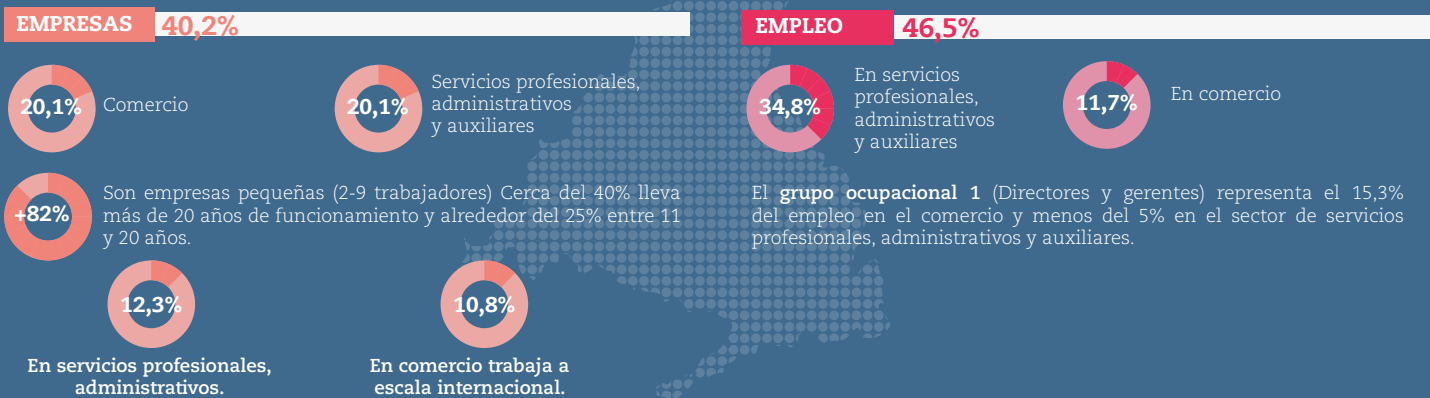 EMPRESAS 40,2%
20,1% Comercio
20,1%
Servicios profesionales,
administrativos
y auxiliares
+82%
Son empresas pequeñas (2-9 trabajadores) Cerca del 40% lleva
más de 20 años de funcionamiento y alrededor del 25% entre 11
y 20 años.
12,3%
En servicios profesionales,
administrativos.
10,8%
En comercio trabaja a
escala internacional.
EMPLEO 46,5%
34,8%
En servicios
profesionales,
administrativos
y auxiliares
11,7% En comercio
El grupo ocupacional 1 (Directores y gerentes) representa el 15,3%
del empleo en el comercio y menos del 5% en el sector de servicios
profesionales, administrativos y auxiliares.